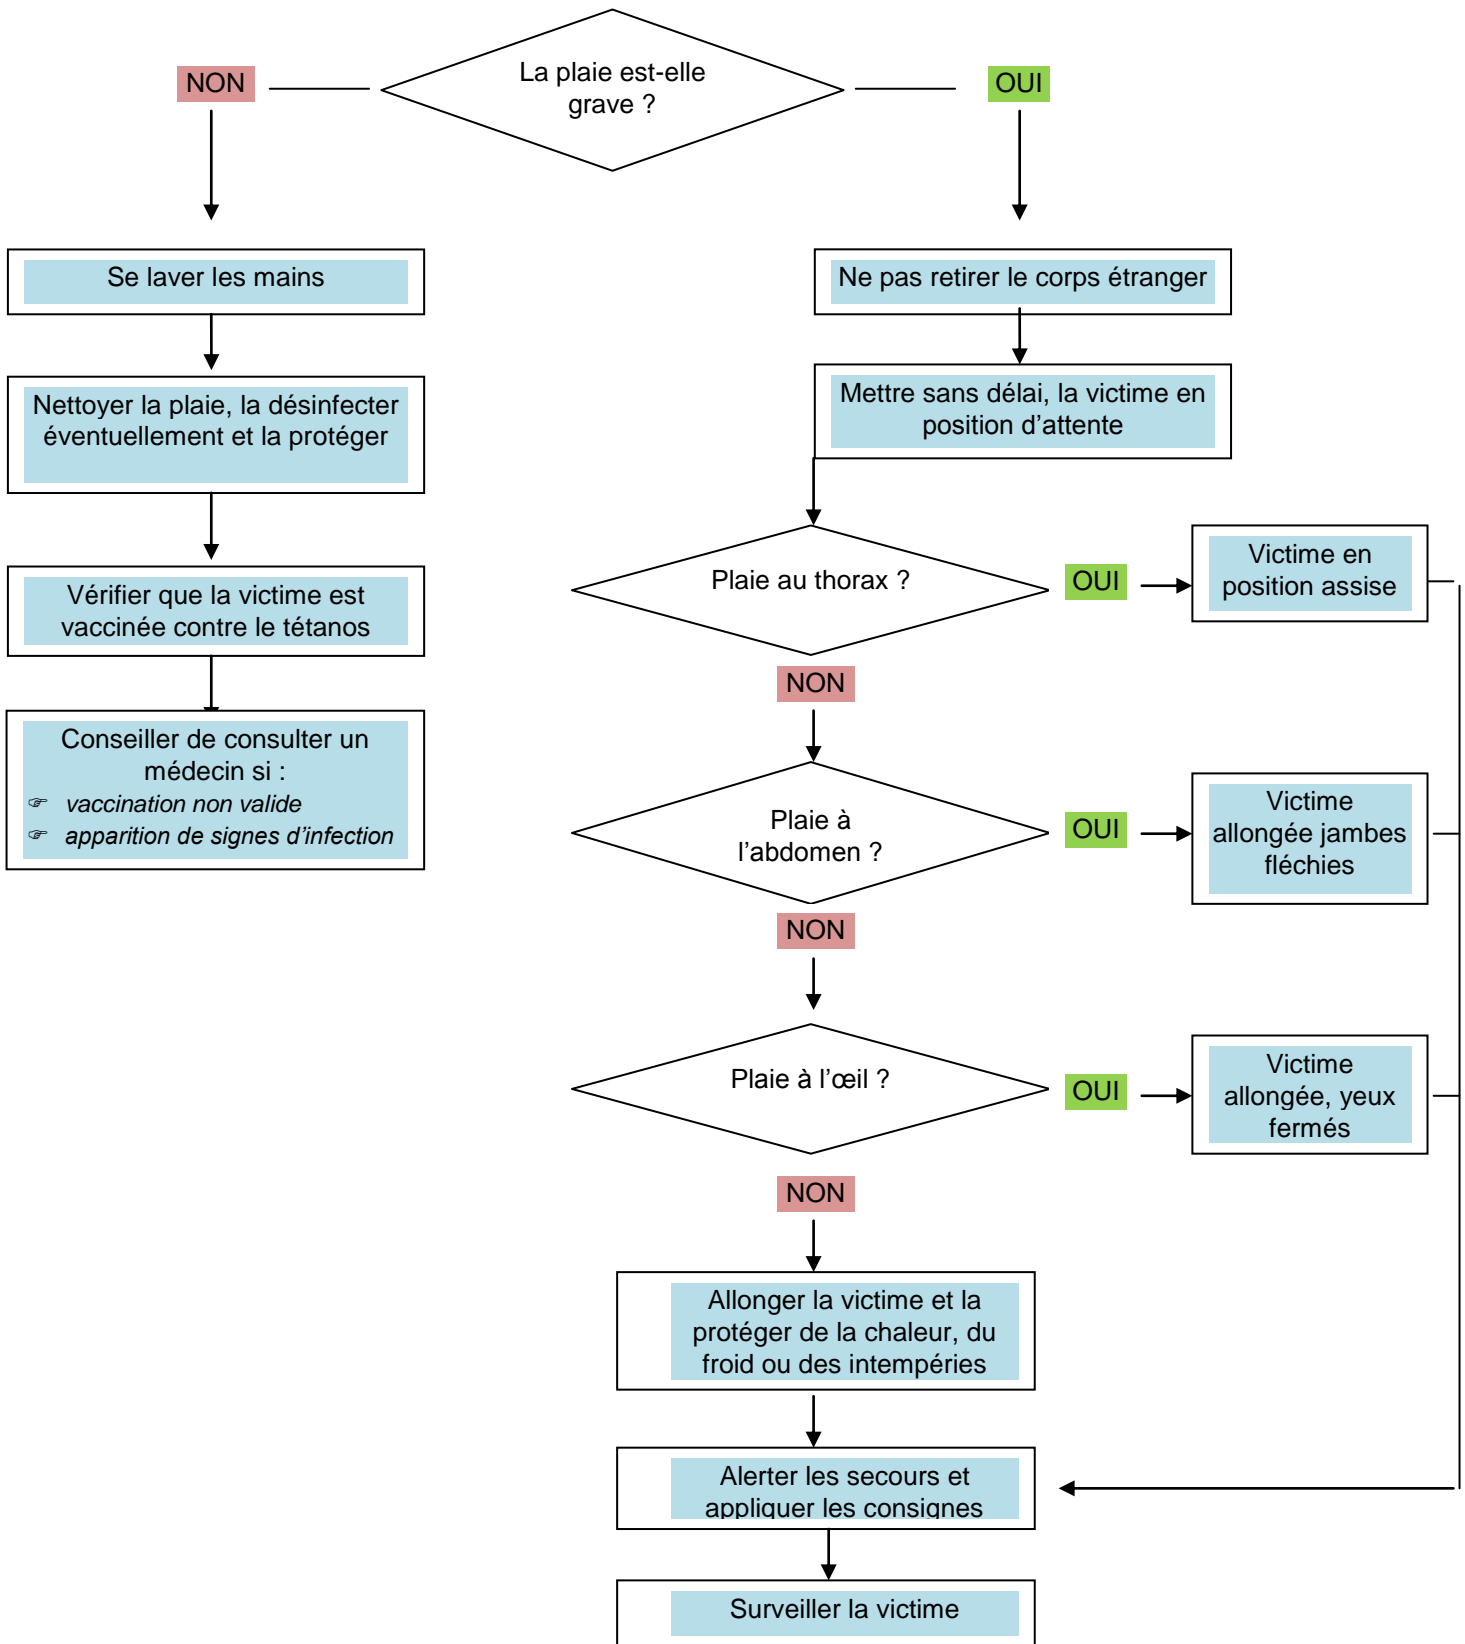 La plaie est-elle
grave ?
NON
OUI
Se laver les mains
Nettoyer la plaie, la désinfecter
éventuellement et la protéger
Vérifier que la victime est
vaccinée contre le tétanos
Conseiller de consulter un
médecin si :
☞ vaccination non valide
☞ apparition de signes d’infection
Ne pas retirer le corps étranger
Mettre sans délai, la victime en
position d’attente
Plaie au thorax ?
OUI
Victime en
position assise
NON
Plaie à
l’abdomen ?
OUI
Victime
allongée jambes
fléchies
NON
Plaie à l’œil ?
OUI
Victime
allongée, yeux
fermés
NON
Allonger la victime et la
protéger de la chaleur, du
froid ou des intempéries
Alerter les secours et
appliquer les consignes
Surveiller la victime